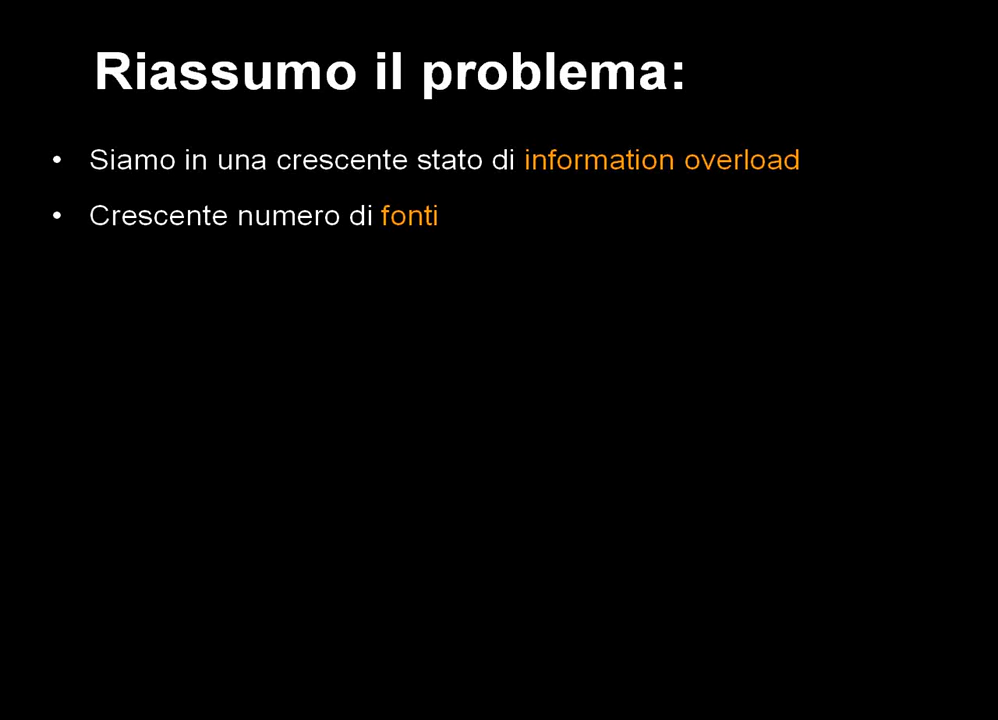 Riassumo il problema:
• Siamo in una crescente stato di information overload
• Crescente numero di fonti